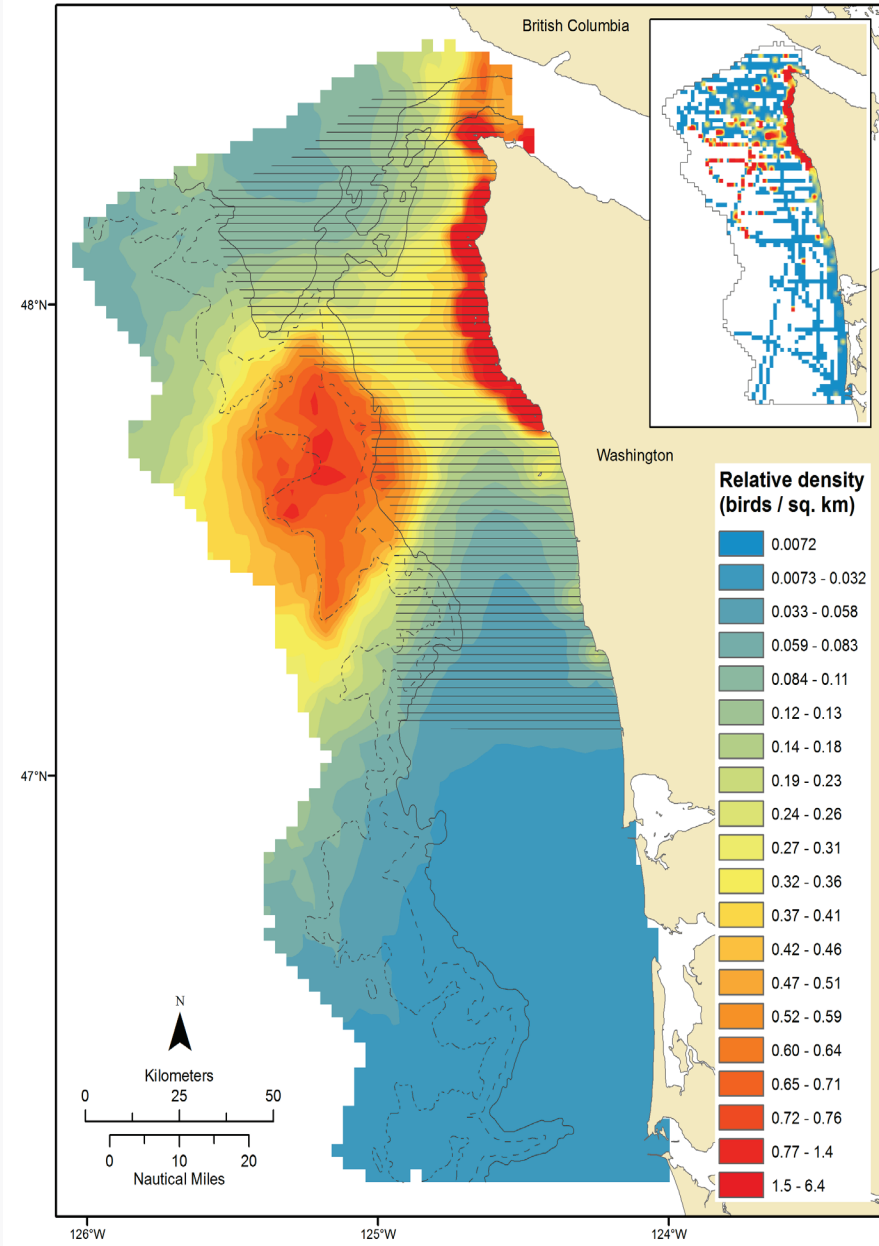 British Columbia
48°N
Washington
Relative density
(birds / sq. km)
0.0072
0.0073 - 0.032
0.033 - 0.058
0.059 - 0.083
0.084 - 0.11
0.12 - 0.13
0.14 - 0.18
0.19 - 0.23
0.24 - 0.26
0.27 - 0.31
0.32 - 0.36
0.37 - 0.41
0.42 - 0.46
0.47 - 0.51
0.52 - 0.59
0.60 - 0.64
0.65 - 0.71
0.72 - 0.76
0.77 - 1.4
1.5 - 6.4
47°N
N
Kilometers
0 25 50
0 10 20
Nautical Miles
126°W 125°W 124°W